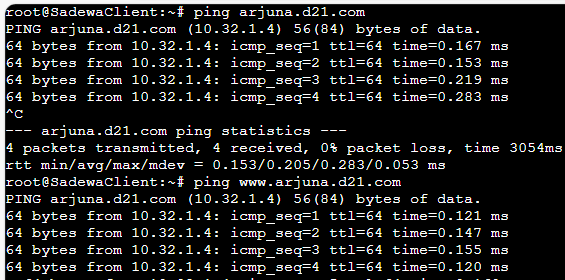 root@SadewaClient:~# ping arjuna.d21.com
PING arjuna.d21.com (10.32.1.4) 56(84) bytes of data.
64 bytes from 10.32.1.4: icmp_seq=1 ttl=64 time=0.167 ms
64 bytes from 10.32.1.4: icmp_seq=2 ttl=64 time=0.153 ms
64 bytes from 10.32.1.4: icmp_seq=3 ttl=64 time=0.219 ms
64 bytes from 10.32.1.4: icmp_seq=4 ttl=64 time=0.283 ms
^C
--- arjuna.d21.com ping statistics ---
4 packets transmitted, 4 received, 0% packet loss, time 3054ms
rtt min/avg/max/mdev = 0.153/0.205/0.283/0.053 ms
root@SadewaClient:~# ping www.arjuna.d21.com
PING arjuna.d21.com (10.32.1.4) 56(84) bytes of data.
64 bytes from 10.32.1.4: icmp_seq=1 ttl=64 time=0.121 ms
64 bytes from 10.32.1.4: icmp_seq=2 ttl=64 time=0.147 ms
64 bytes from 10.32.1.4: icmp_seq=3 ttl=64 time=0.155 ms
64 bytes from 10.32.1.4: icmp_seq=4 ttl=64 time=0.120 ms